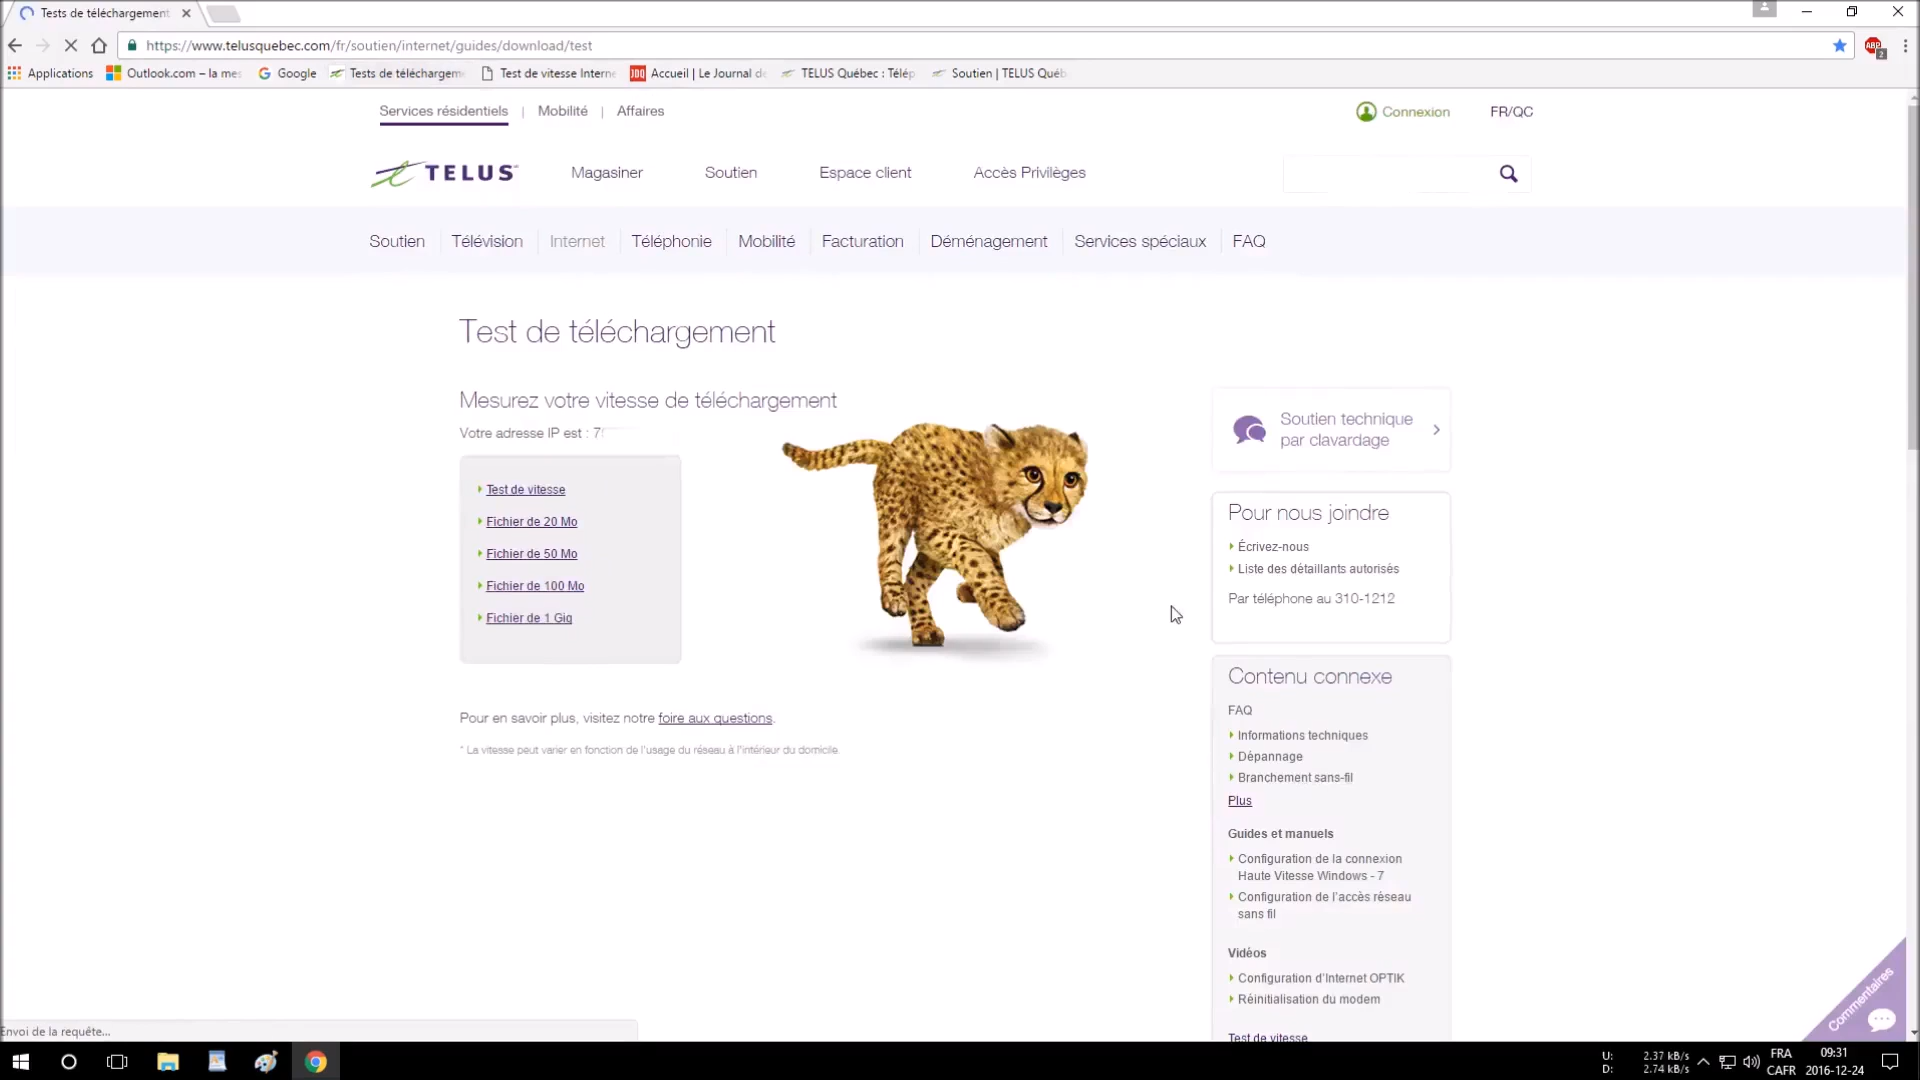 Tests de téléchargement
https://www.telusquebec.com/fr/soutien/internet/guides/download/test
ABP
2
Applications
Outlook.com – la mes
Google
Tests de téléchargeme
Test de vitesse Interne
JDQ
Accueil | Le Journal de
TELUS Québec : Télép
Soutien | TELUS Québ
Services résidentiels | Mobilité | Affaires
Connexion
FR/QC
TELUS
Magasiner
Soutien
Espace client
Accès Privilèges
Soutien
Télévision
Internet
Téléphonie
Mobilité
Facturation
Déménagement
Services spéciaux
FAQ
Test de téléchargement
Mesurez votre vitesse de téléchargement
Votre adresse IP est : 7
Test de vitesse
Fichier de 20 Mo
Fichier de 50 Mo
Fichier de 100 Mo
Fichier de 1 Gig
Pour en savoir plus, visitez notre foire aux questions.
* La vitesse peut varier en fonction de l'usage du réseau à l'intérieur du domicile
Soutien technique
par clavardage
Pour nous joindre
Écrivez-nous
Liste des détaillants autorisés
Par téléphone au 310-1212
Contenu connexe
FAQ
Informations techniques
Dépannage
Branchement sans-fil
Plus
Guides et manuels
Configuration de la connexion
Haute Vitesse Windows - 7
Configuration de l'accès réseau
sans fil
Vidéos
Configuration d'Internet OPTIK
Réinitialisation du modem
Test de vitesse
Commentaires
Envoi de la requête...
U: 2.37 kB/s
D: 2.74 kB/s
FRA
CAFR
09:31
2016-12-24